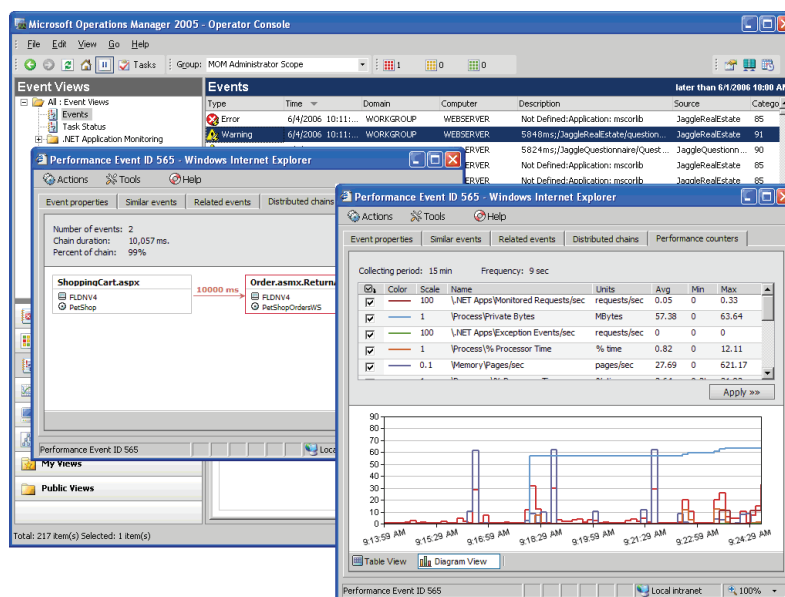 Microsoft Operations Manager 2005 - Operator Console
File Edit View Go Help
Tasks Group: MOM Administrator Scope 1 0 0
Event Views
All : Event Views
Events
Task Status
.NET Application Monitoring
Events later than 6/1/2006 10:00 AM
Type Time Domain Computer Description Source Catego
Error 6/4/2006 10:11:... WORKGROUP WEBSERVER Not Defined:Application: mscorlib JaggleRealEstate 85
Warning 6/4/2006 10:11:... WORKGROUP WEBSERVER 5848ms;/JaggleRealEstate/question... JaggleRealEstate 91
ERVER 5824ms;/JaggleQuestionnaire/Quest... JaggleQuestionn... 90
ERVER Not Defined:Application: mscorlib JaggleRealEstate 85
ERVER Not Defined:Application: mscorlib JaggleRealEstate 85
Performance Event ID 565 - Windows Internet Explorer
Actions Tools Help
Event properties Similar events Related events Distributed chains
Number of events: 2
Chain duration: 10,057 ms.
Percent of chain: 99%
ShoppingCart.aspx
FLDNV4
PetShop
10000 ms
Order.asmx.Return
FLDNV4
PetShopOrdersWS
Performance Event ID 565
Loca
My Views
Public Views
Total: 217 item(s) Selected: 1 item(s)
Performance Event ID 565 - Windows Internet Explorer
Actions Tools Help
Event properties Similar events Related events Distributed chains Performance counters
Collecting period: 15 min Frequency: 9 sec
Color Scale Name Units Avg Min Max
100 \.NET Apps\Monitored Requests/sec requests/sec 0.05 0 0.33
1 \Process\Private Bytes MBytes 57.38 0 63.64
100 \.NET Apps\Exception Events/sec requests/sec 0 0 0
1 \Process\% Processor Time % time 0.82 0 12.11
0.1 \Memory\Pages/sec pages/sec 27.69 0 621.17
Apply »»
90
80
70
60
50
40
30
20
10
0
9:13:59 AM 9:15:29 AM 9:16:59 AM 9:18:29 AM 9:19:59 AM 9:21:29 AM 9:22:59 AM 9:24:29 AM
Table View Diagram View
Performance Event ID 565 Local intranet 100%